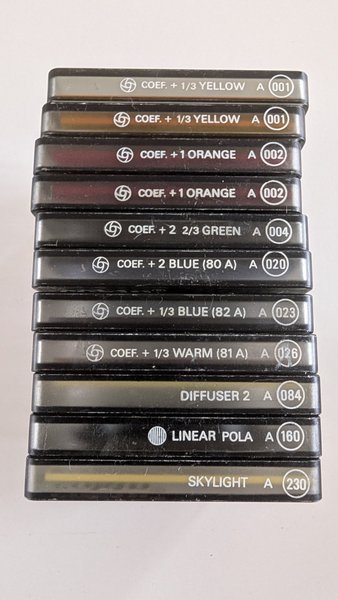 COEF. + 1/3 YELLOW A 001
COEF. + 1/3 YELLOW A 001
COEF. +1 ORANGE A 002
COEF. +1 ORANGE A 002
COEF. + 2 2/3 GREEN A 004
COEF. + 2 BLUE (80 A) A 020
COEF. + 1/3 BLUE (82 A) A 023
COEF. + 1/3 WARM (81 A) A 026
DIFFUSER 2 A 084
LINEAR POLA A 160
SKYLIGHT A 230